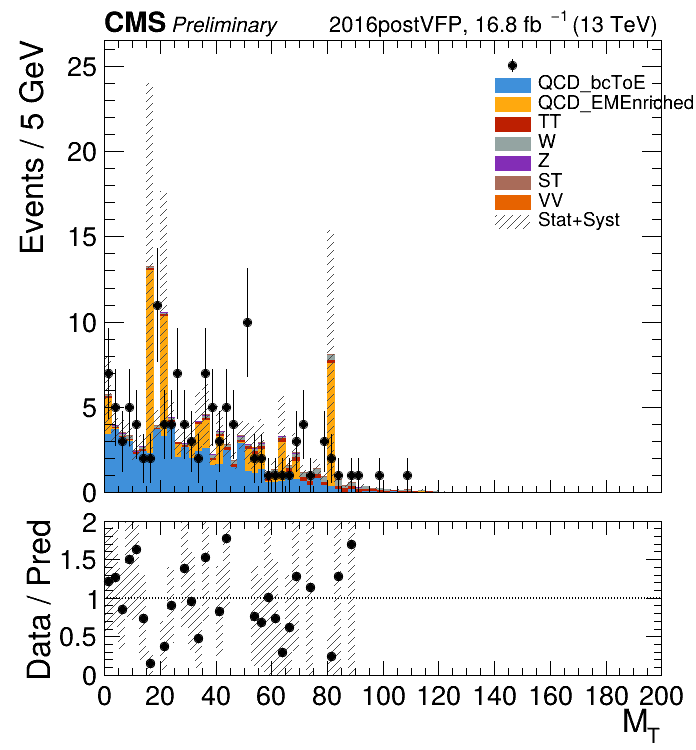 CMS Preliminary 2016postVFP, 16.8 fb⁻¹ (13 TeV)
Events / 5 GeV
25
20
15
10
5
0
QCD_bcToE
QCD_EMEnriched
TT
W
Z
ST
VV
Stat+Syst
Data / Pred
2
1.5
1
0.5
0
0 20 40 60 80 100 120 140 160 180 200
M_T